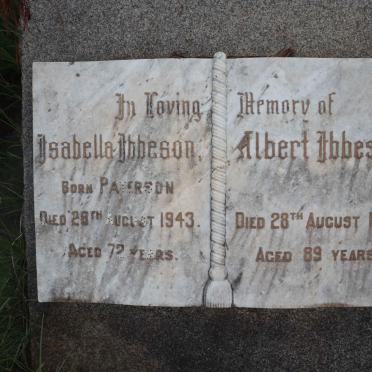 In Loving Memory of
Isabella Ibbeson,
Born Paterson
Died 28th August 1943.
Aged 72 years.
Albert Ibbes
Died 28th August 1
Aged 89 years